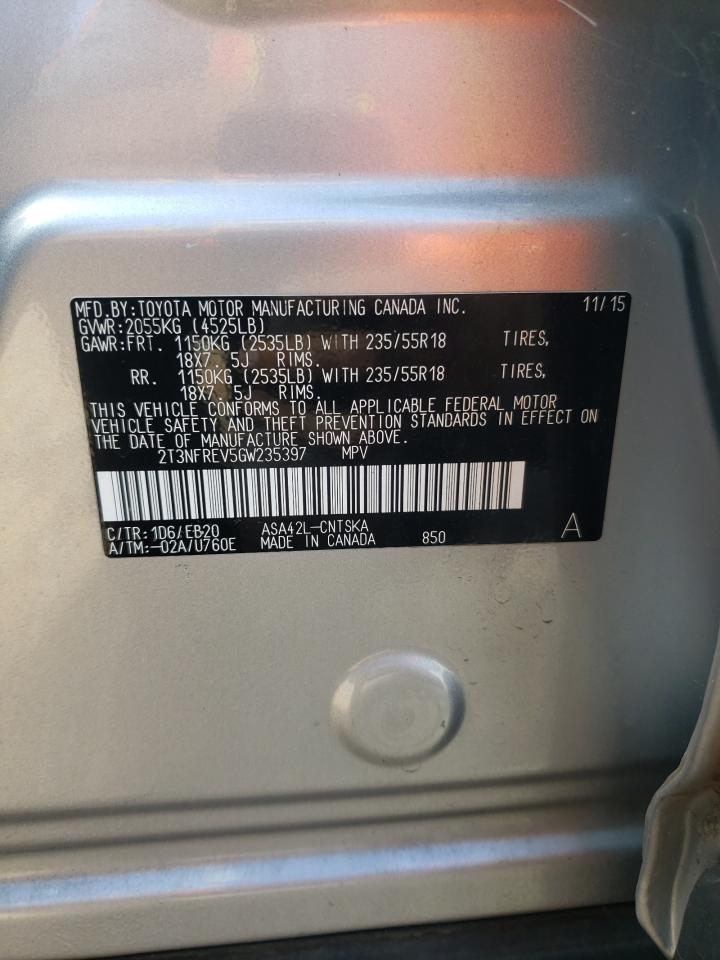 MFD.BY:TOYOTA MOTOR MANUFACTURING CANADA INC. 11/15
GVWR:2055KG (4525LB)
GAWR:FRT. 1150KG (2535LB) WITH 235/55R18 TIRES,
18X7.5J RIMS.
RR. 1150KG (2535LB) WITH 235/55R18 TIRES,
18X7.5J RIMS.
THIS VEHICLE CONFORMS TO ALL APPLICABLE FEDERAL MOTOR
VEHICLE SAFETY AND THEFT PREVENTION STANDARDS IN EFFECT ON
THE DATE OF MANUFACTURE SHOWN ABOVE.
2T3NFREV5GW235397 MPV
C/TR:1D6/EB20 ASA42L-CNTSKA
A/TM:-02A/U760E MADE IN CANADA 850 A